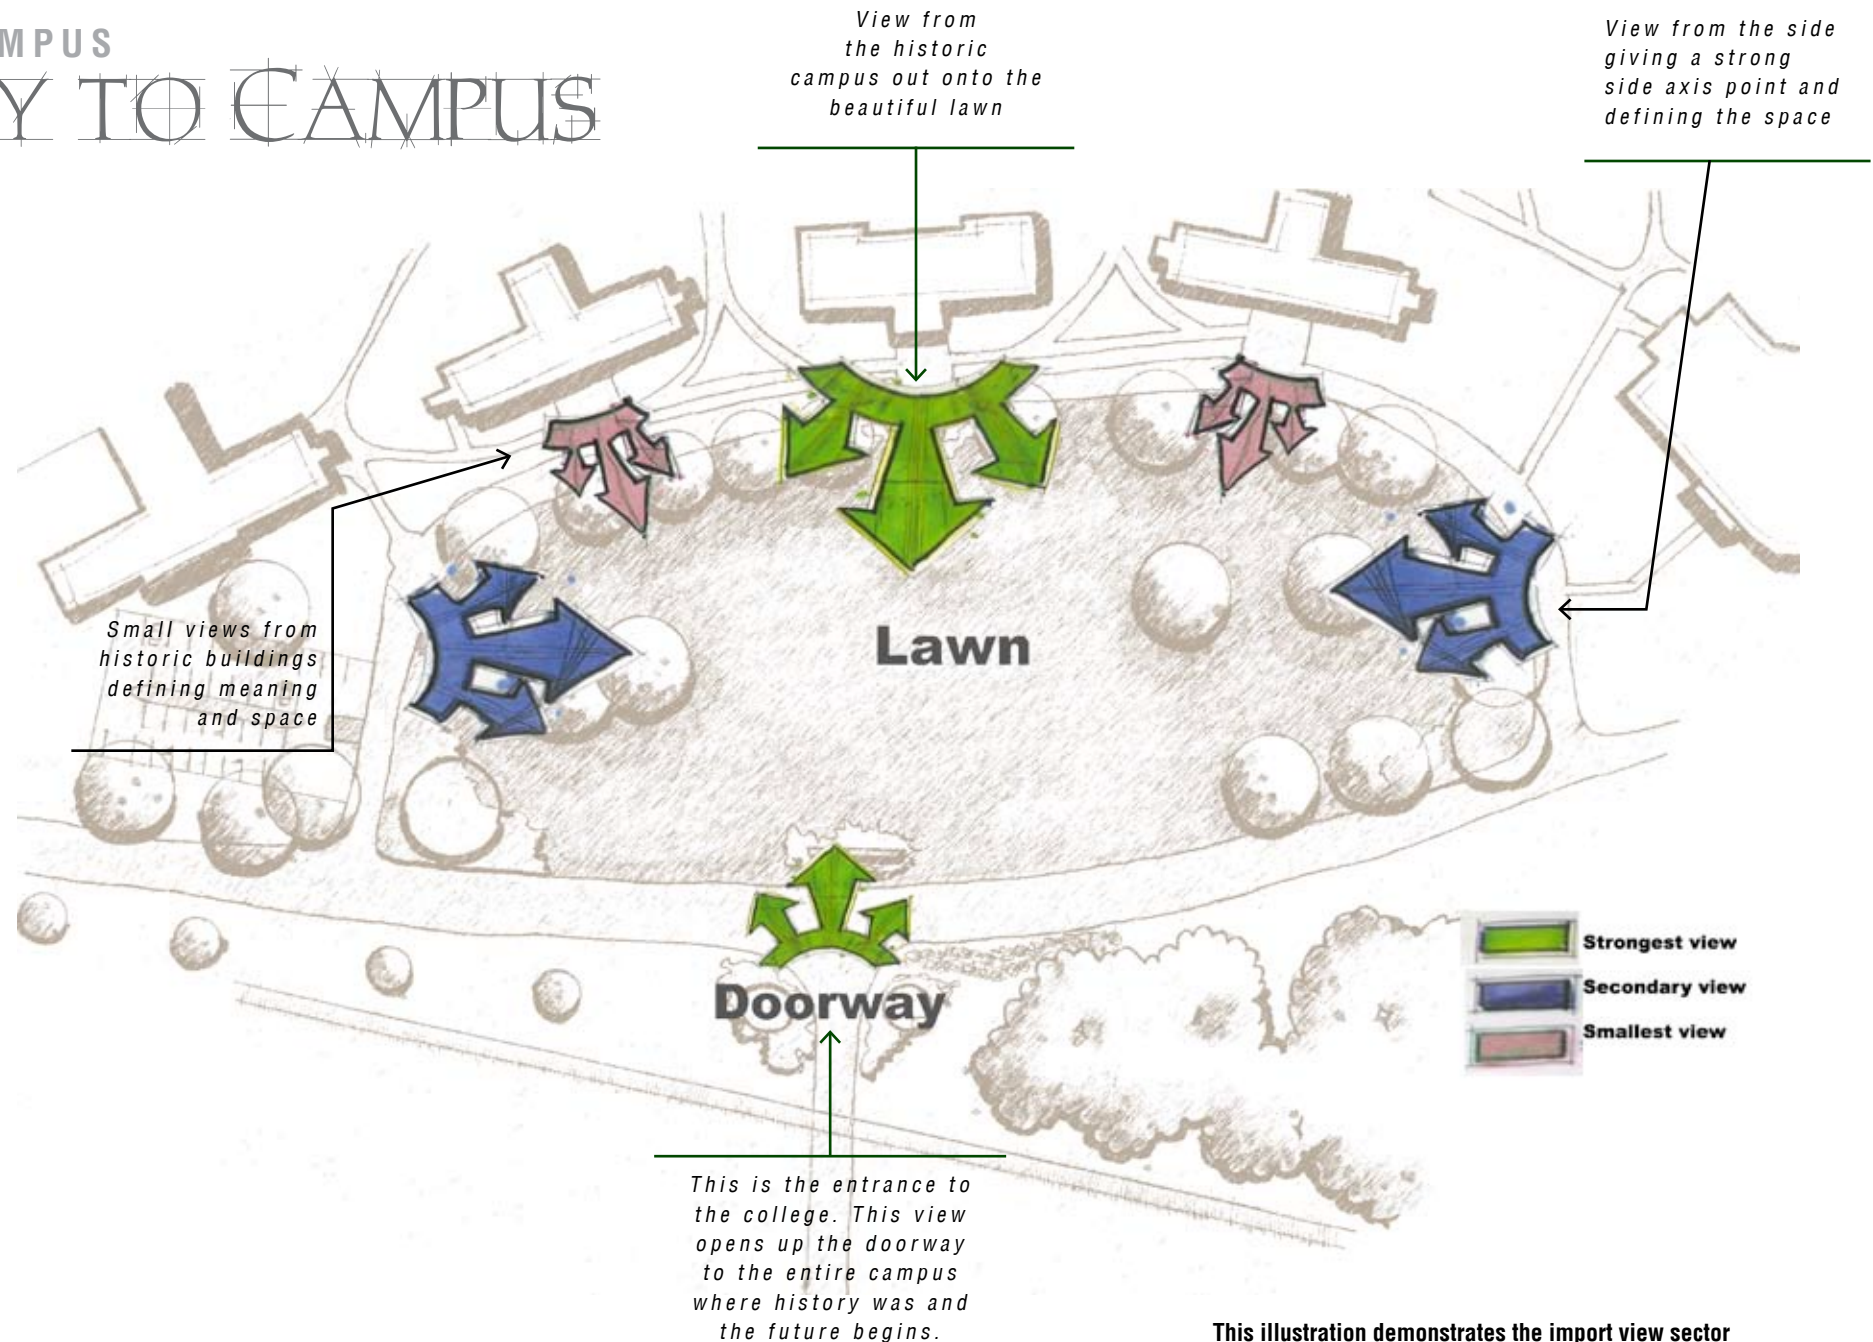 MPUS
Y TO CAMPUS
View from
the historic
campus out onto the
beautiful lawn
View from the side
giving a strong
side axis point and
defining the space
Small views from
historic buildings
defining meaning
and space
Lawn
Doorway
Strongest view
Secondary view
Smallest view
This is the entrance to
the college. This view
opens up the doorway
to the entire campus
where history was and
the future begins.
This illustration demonstrates the import view sector